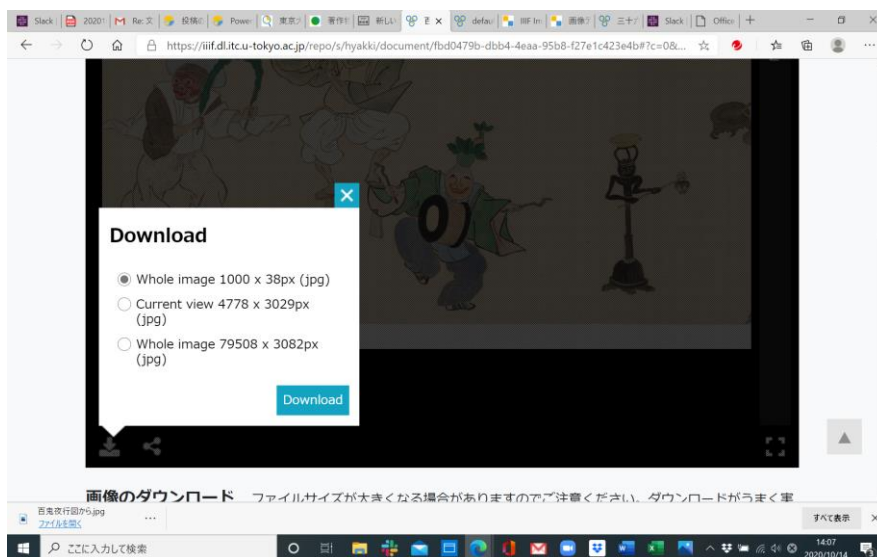 Slack
2020
Re: 文
投稿
Power
東京
著作
新しい
defau
IIIF Im
画像
三十
Slack
Office
https://iiif.dl.itc.u-tokyo.ac.jp/repo/s/hyakki/document/fbd0479b-dbb4-4eaa-95b8-f27e1c423e4b#?c=0&...
Download
Whole image 1000 x 38px (jpg)
Current view 4778 x 3029px
(jpg)
Whole image 79508 x 3082px
(jpg)
Download
画像のダウンロード ファイルサイズが大きくなる場合がありますのでご注意ください。ダウンロードがうまく実
百鬼夜行図から.jpg
ファイルを開く
すべて表示
ここに入力して検索
14:07
2020/10/14